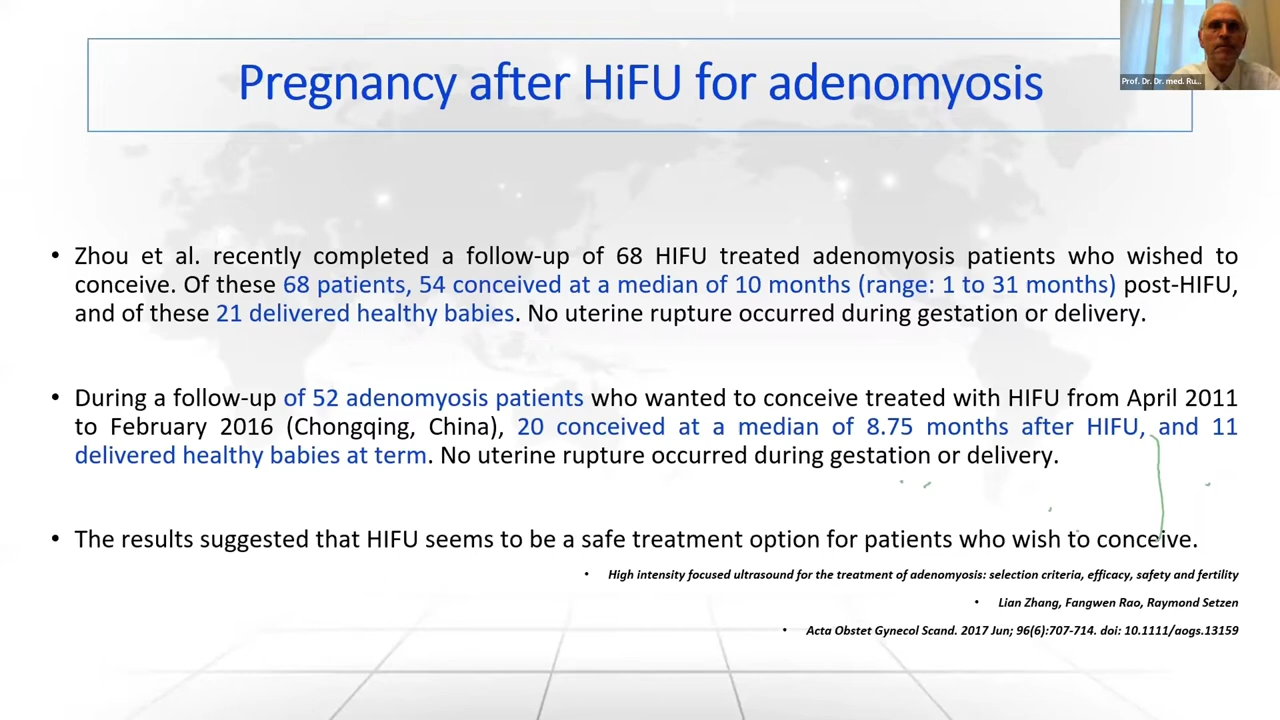 Pregnancy after HiFU for adenomyosis
Prof. Dr. Dr. med. Ru...
• Zhou et al. recently completed a follow-up of 68 HIFU treated adenomyosis patients who wished to
conceive. Of these 68 patients, 54 conceived at a median of 10 months (range: 1 to 31 months) post-HIFU,
and of these 21 delivered healthy babies. No uterine rupture occurred during gestation or delivery.
• During a follow-up of 52 adenomyosis patients who wanted to conceive treated with HIFU from April 2011
to February 2016 (Chongqing, China), 20 conceived at a median of 8.75 months after HIFU, and 11
delivered healthy babies at term. No uterine rupture occurred during gestation or delivery.
• The results suggested that HIFU seems to be a safe treatment option for patients who wish to conceive.
• High intensity focused ultrasound for the treatment of adenomyosis: selection criteria, efficacy, safety and fertility
• Lian Zhang, Fangwen Rao, Raymond Setzen
• Acta Obstet Gynecol Scand. 2017 Jun; 96(6):707-714. doi: 10.1111/aogs.13159